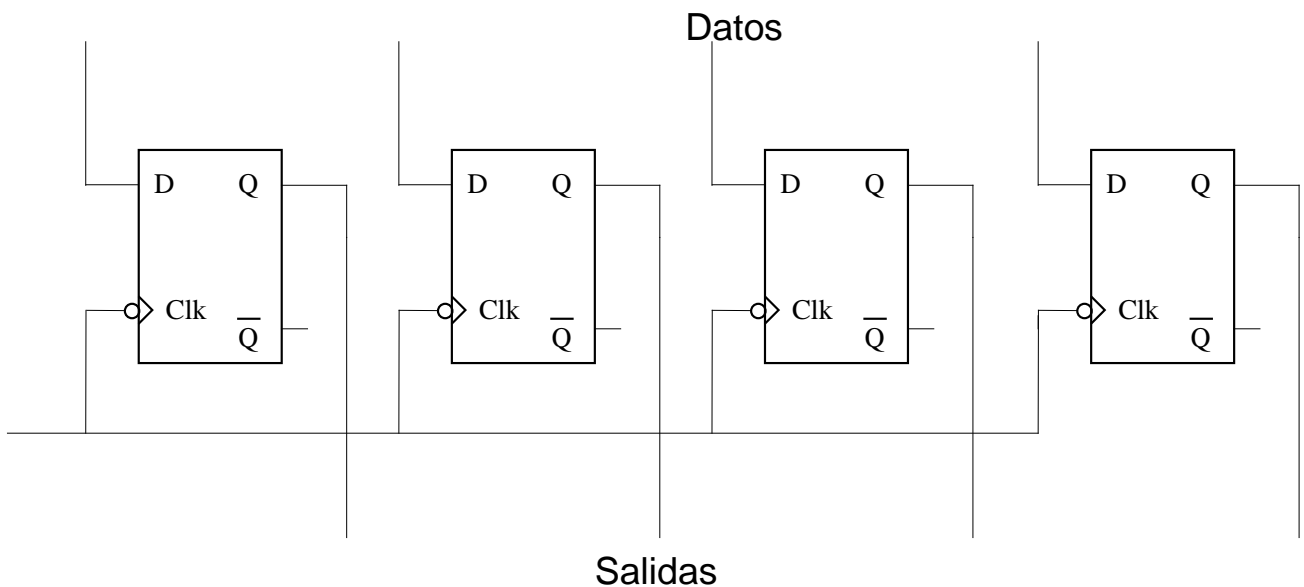 Datos
D Q D Q D Q D Q
Clk Clk Clk Clk
Q̅ Q̅ Q̅ Q̅
Salidas